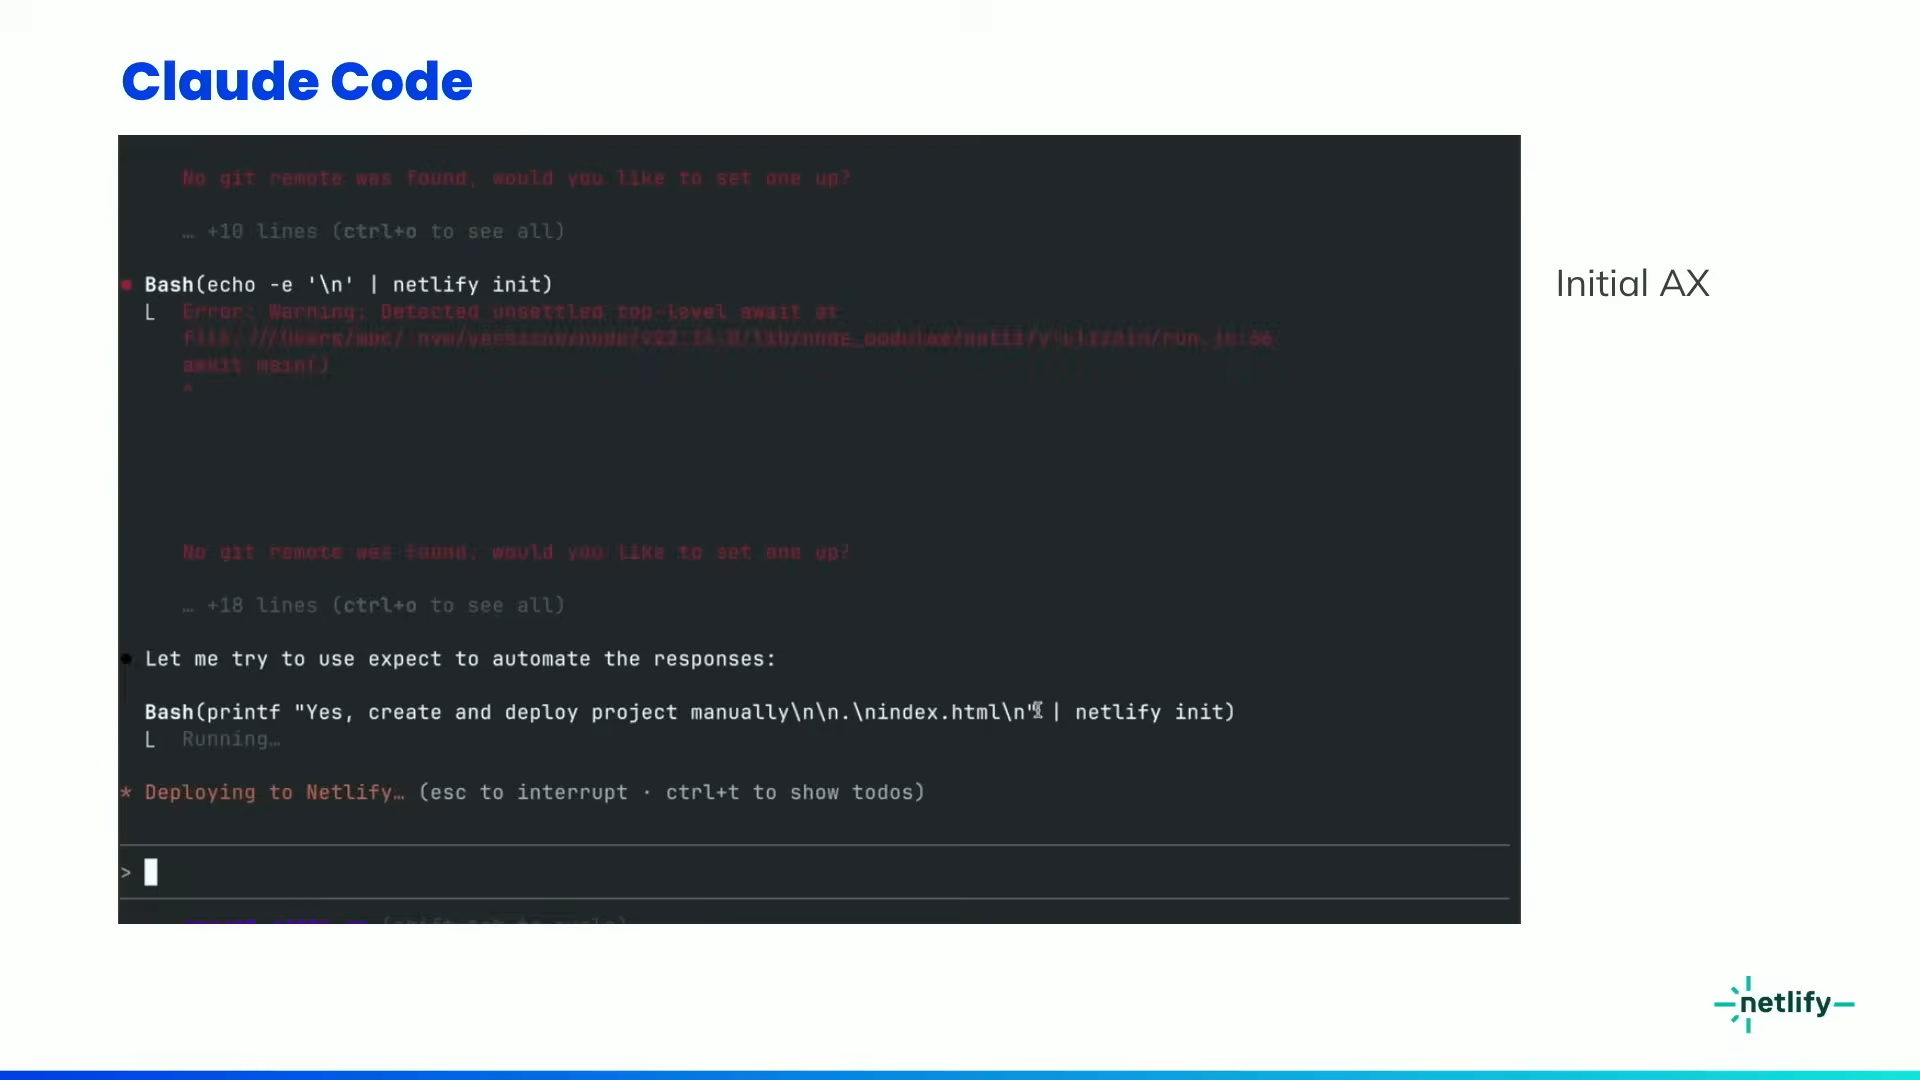 Claude Code
No git remote was found, would you like to set one up?
… +10 lines (ctrl+o to see all)
Bash(echo -e '\n' | netlify init)
Error: Warning: Detected unsettled top-level await at
await main()
^
No git remote was found, would you like to set one up?
… +18 lines (ctrl+o to see all)
Let me try to use expect to automate the responses:
Bash(printf "Yes, create and deploy project manually\n\n.\nindex.html\n" | netlify init)
Running…
* Deploying to Netlify… (esc to interrupt · ctrl+t to show todos)
>
Initial AX
netlify